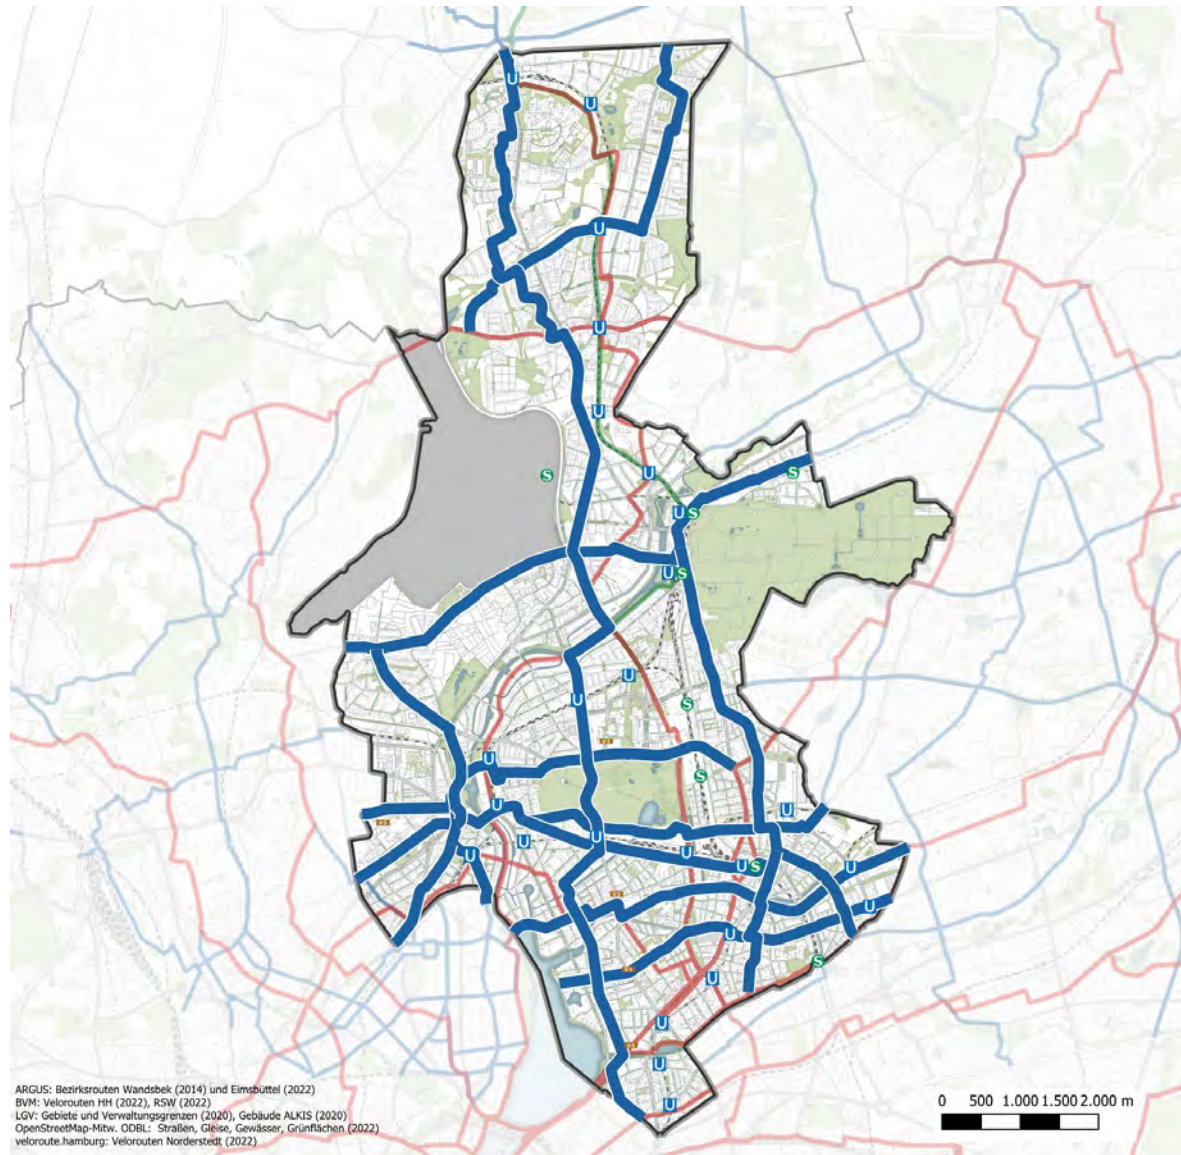 U
U
U
U
U
S
U
S
U
U S
U S
U
U
S
U
S
U
U
U
U
U
U
U S
U
U
U
U
S
U
U
U
U
ARGUS: Bezirksrouten Wandsbek (2014) und Eimsbüttel (2022)
BVM: Velorouten HH (2022), RSW (2022)
LGV: Gebiete und Verwaltungsgrenzen (2020), Gebäude ALKIS (2020)
OpenStreetMap-Mitw. ODBL: Straßen, Gleise, Gewässer, Grünflächen (2022)
veloroute.hamburg: Velorouten Norderstedt (2022)
0 500 1.000 1.500 2.000 m